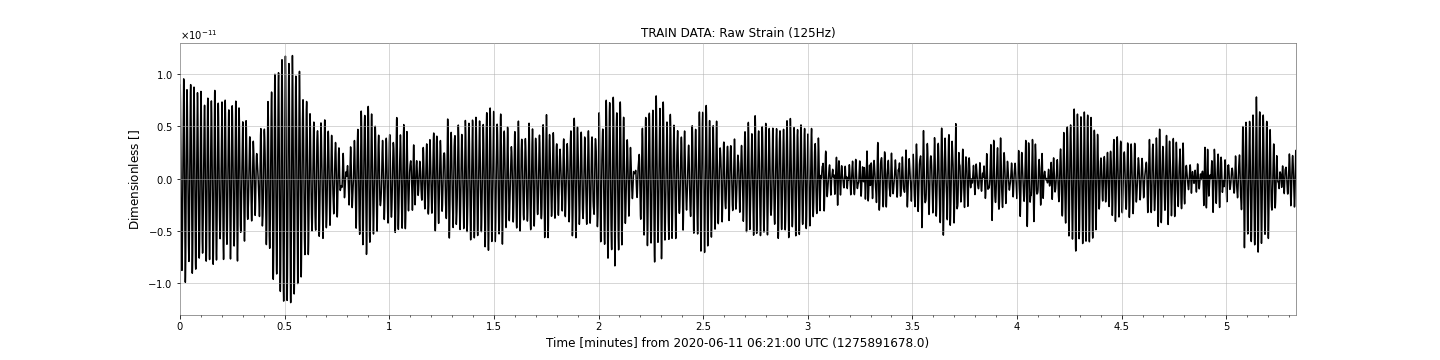 TRAIN DATA: Raw Strain (125Hz)
×10⁻¹¹
1.0
0.5
0.0
−0.5
−1.0
Dimensionless []
0 0.5 1 1.5 2 2.5 3 3.5 4 4.5 5
Time [minutes] from 2020-06-11 06:21:00 UTC (1275891678.0)